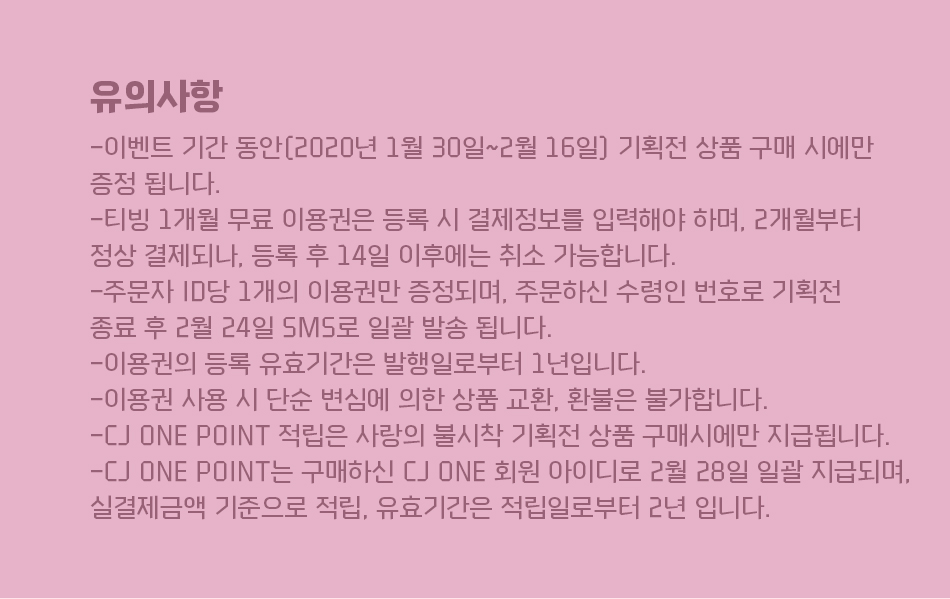 유의사항
-이벤트 기간 동안(2020년 1월 30일~2월 16일) 기획전 상품 구매 시에만
증정 됩니다.
-티빙 1개월 무료 이용권은 등록 시 결제정보를 입력해야 하며, 2개월부터
정상 결제되나, 등록 후 14일 이후에는 취소 가능합니다.
-주문자 ID당 1개의 이용권만 증정되며, 주문하신 수령인 번호로 기획전
종료 후 2월 24일 SMS로 일괄 발송 됩니다.
-이용권의 등록 유효기간은 발행일로부터 1년입니다.
-이용권 사용 시 단순 변심에 의한 상품 교환, 환불은 불가합니다.
-CJ ONE POINT 적립은 사랑의 불시착 기획전 상품 구매시에만 지급됩니다.
-CJ ONE POINT는 구매하신 CJ ONE 회원 아이디로 2월 28일 일괄 지급되며,
실결제금액 기준으로 적립, 유효기간은 적립일로부터 2년 입니다.